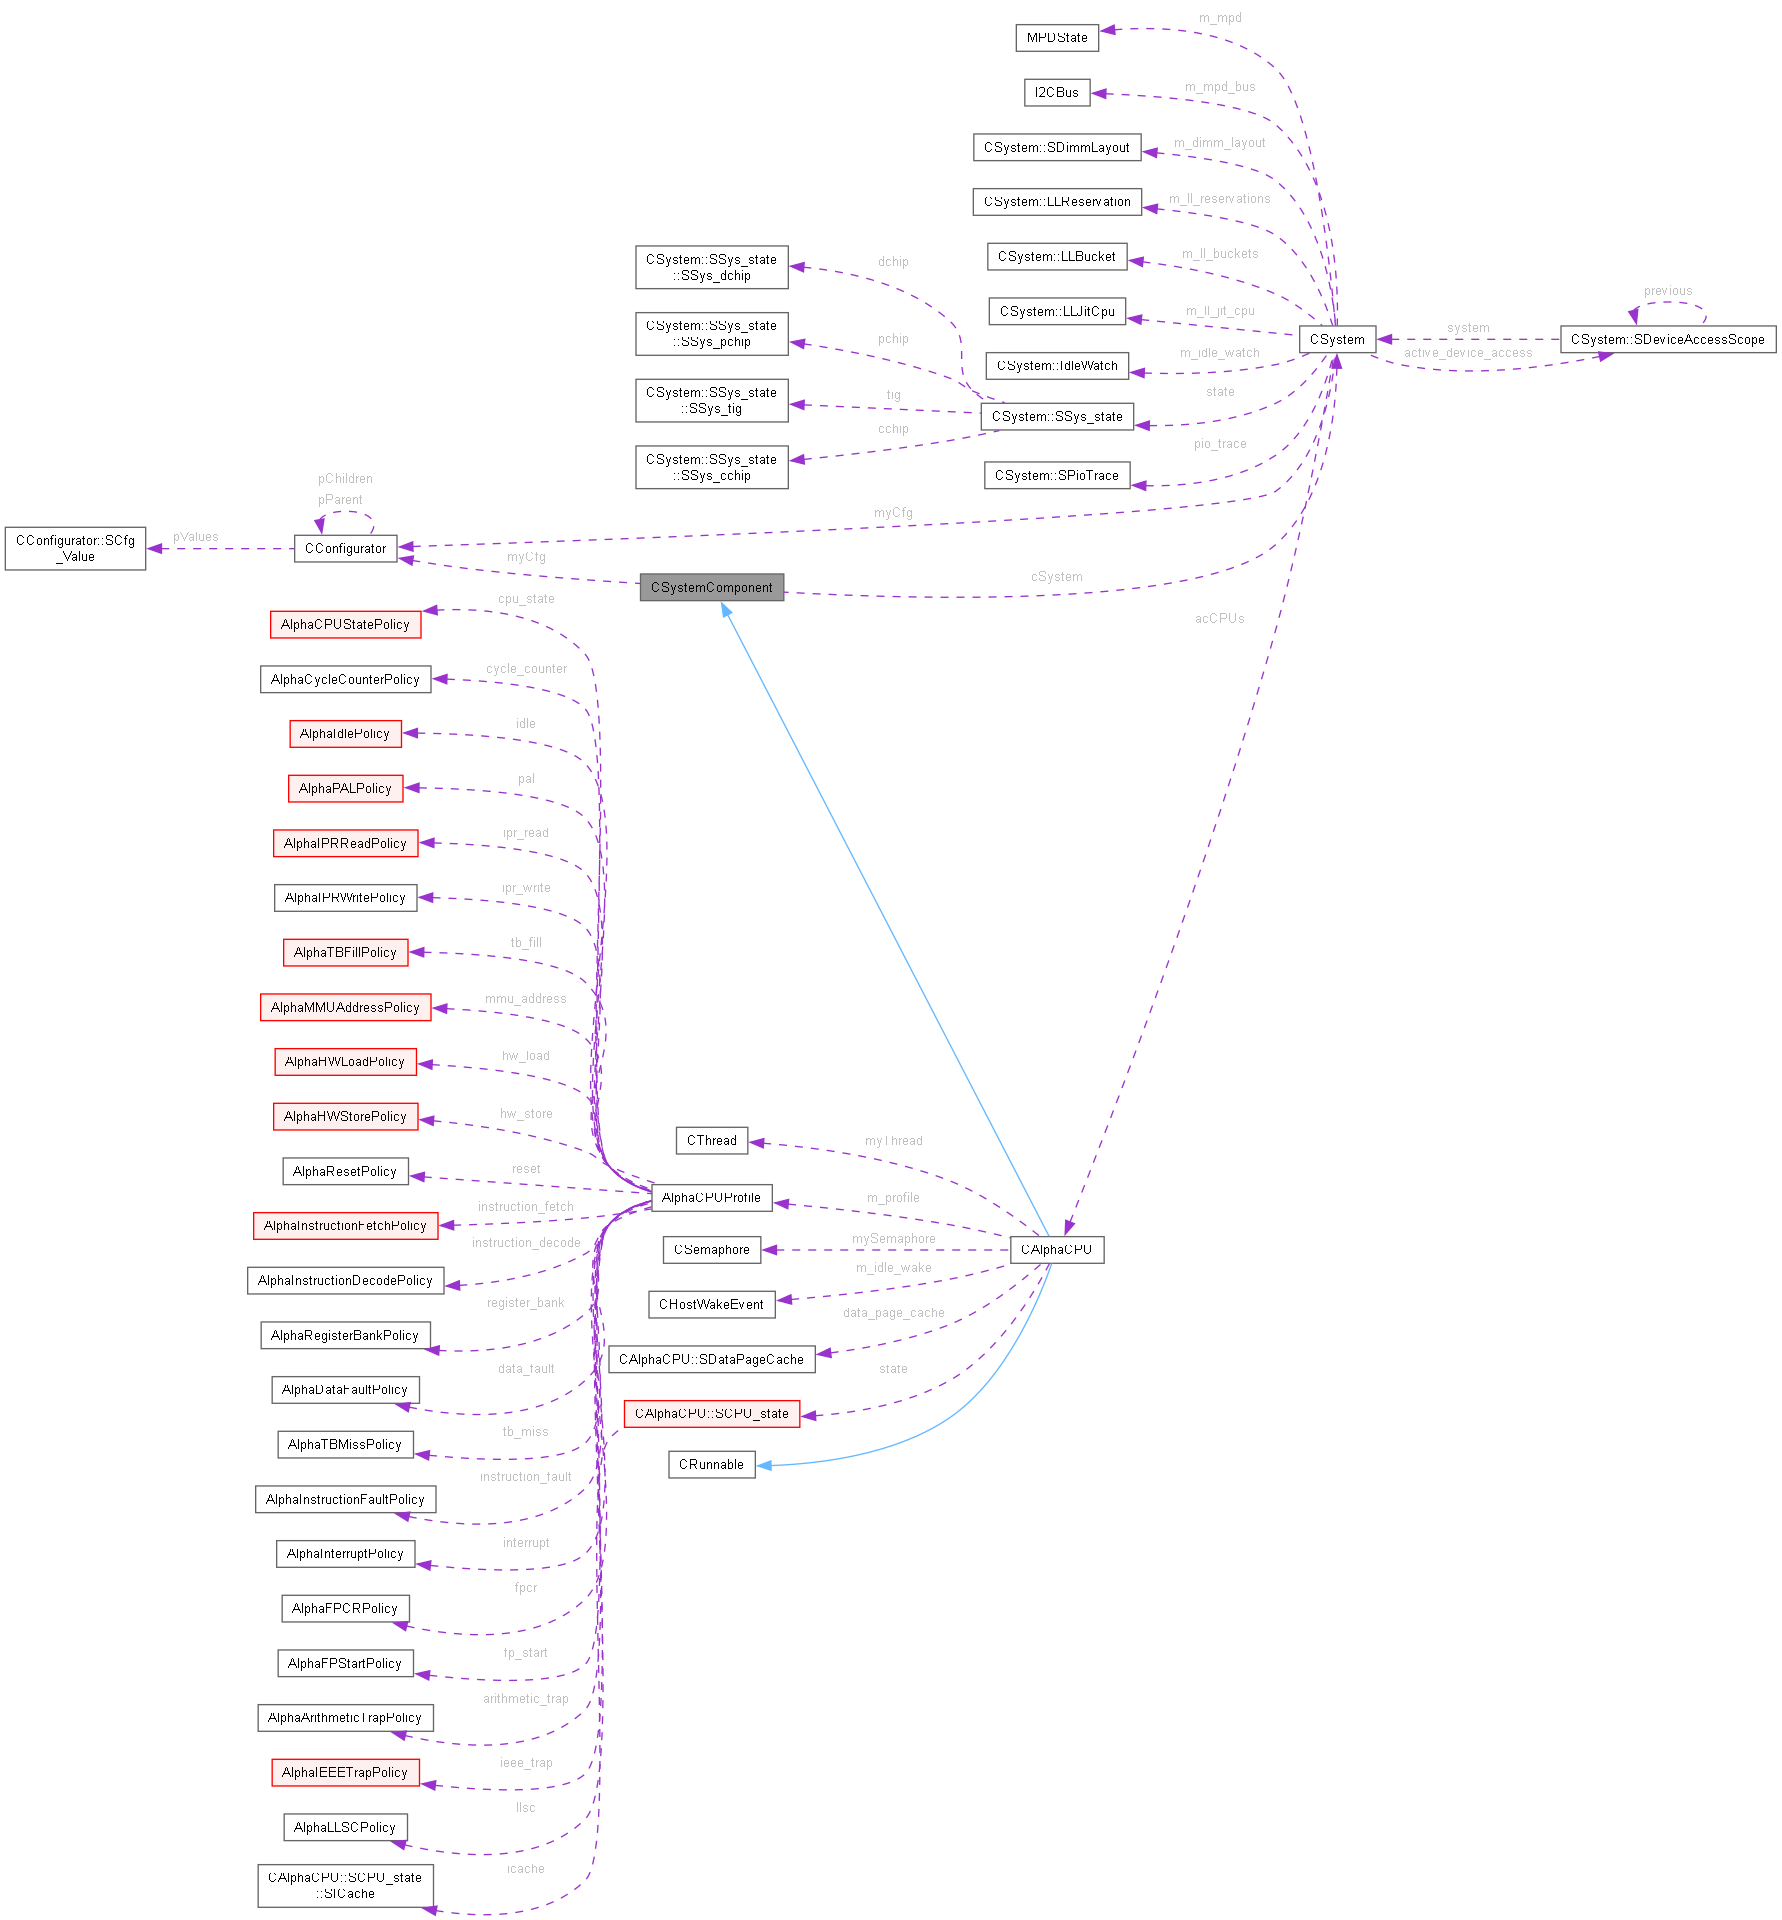 m_mpd
MPDState
m_mpd_bus
I2CBus
m_dimm_layout
CSystem::SDimmLayout
m_ll_reservations
CSystem::LLReservation
m_ll_buckets
CSystem::LLBucket
CSystem::SSys_state
::SSys_dchip
dchip
previous
m_ll_jit_cpu
CSystem::LLJitCpu
CSystem::SSys_state
::SSys_pchip
pchip
system
CSystem
CSystem::SDeviceAccessScope
m_idle_watch
active_device_access
CSystem::IdleWatch
CSystem::SSys_state
::SSys_tig
tig
state
CSystem::SSys_state
cchip
pio_trace
CSystem::SSys_state
::SSys_cchip
CSystem::SPioTrace
pChildren
pParent
myCfg
CConfigurator::SCfg
_Value
pValues
CConfigurator
myCfg
cSystem
CSystemComponent
cpu_state
acCPUs
AlphaCPUStatePolicy
cycle_counter
AlphaCycleCounterPolicy
idle
AlphaIdlePolicy
pal
AlphaPALPolicy
ipr_read
AlphaIPRReadPolicy
ipr_write
AlphaIPRWritePolicy
tb_fill
AlphaTBFillPolicy
mmu_address
AlphaMMUAddressPolicy
hw_load
AlphaHWLoadPolicy
hw_store
AlphaHWStorePolicy
CThread
myThread
reset
AlphaResetPolicy
AlphaCPUProfile
m_profile
instruction_fetch
AlphaInstructionFetchPolicy
mySemaphore
instruction_decode
CSemaphore
CAlphaCPU
m_idle_wake
AlphaInstructionDecodePolicy
register_bank
CHostWakeEvent
data_page_cache
AlphaRegisterBankPolicy
CAlphaCPU::SDataPageCache
data_fault
state
AlphaDataFaultPolicy
CAlphaCPU::SCPU_state
tb_miss
AlphaTBMissPolicy
CRunnable
instruction_fault
AlphaInstructionFaultPolicy
interrupt
AlphaInterruptPolicy
fpcr
AlphaFPCRPolicy
fp_start
AlphaFPStartPolicy
arithmetic_trap
AlphaArithmeticTrapPolicy
ieee_trap
AlphaIEEETrapPolicy
llsc
AlphaLLSCPolicy
icache
CAlphaCPU::SCPU_state
::SICache